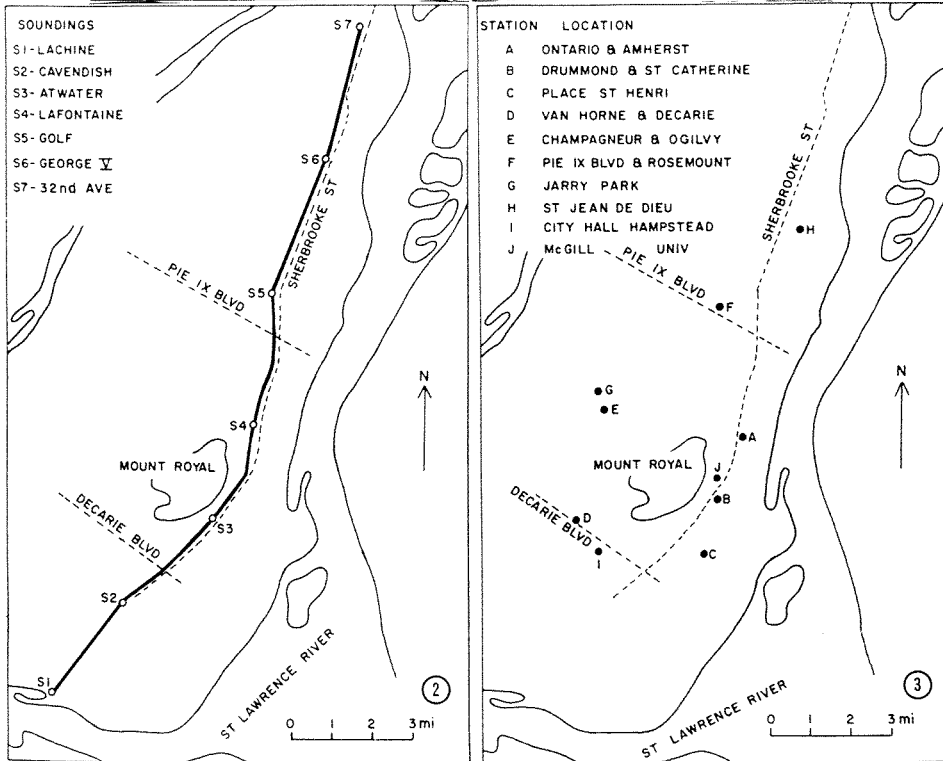 SOUNDINGS
S1-LACHINE
S2-CAVENDISH
S3-ATWATER
S4-LAFONTAINE
S5-GOLF
S6-GEORGE V
S7-32nd AVE
S7
S6
SHERBROOKE ST
PIE IX BLVD
S5
S4
MOUNT ROYAL
DECARIE BLVD
S3
S2
S1
N
ST LAWRENCE RIVER
2
0 1 2 3 mi
STATION LOCATION
A ONTARIO & AMHERST
B DRUMMOND & ST CATHERINE
C PLACE ST HENRI
D VAN HORNE & DECARIE
E CHAMPAGNEUR & OGILVY
F PIE IX BLVD & ROSEMOUNT
G JARRY PARK
H ST JEAN DE DIEU
I CITY HALL HAMPSTEAD
J McGILL UNIV
SHERBROOKE ST
H
PIE IX BLVD
F
G
E
A
MOUNT ROYAL
J
B
DECARIE BLVD
D
I
C
N
ST LAWRENCE RIVER
3
0 1 2 3 mi